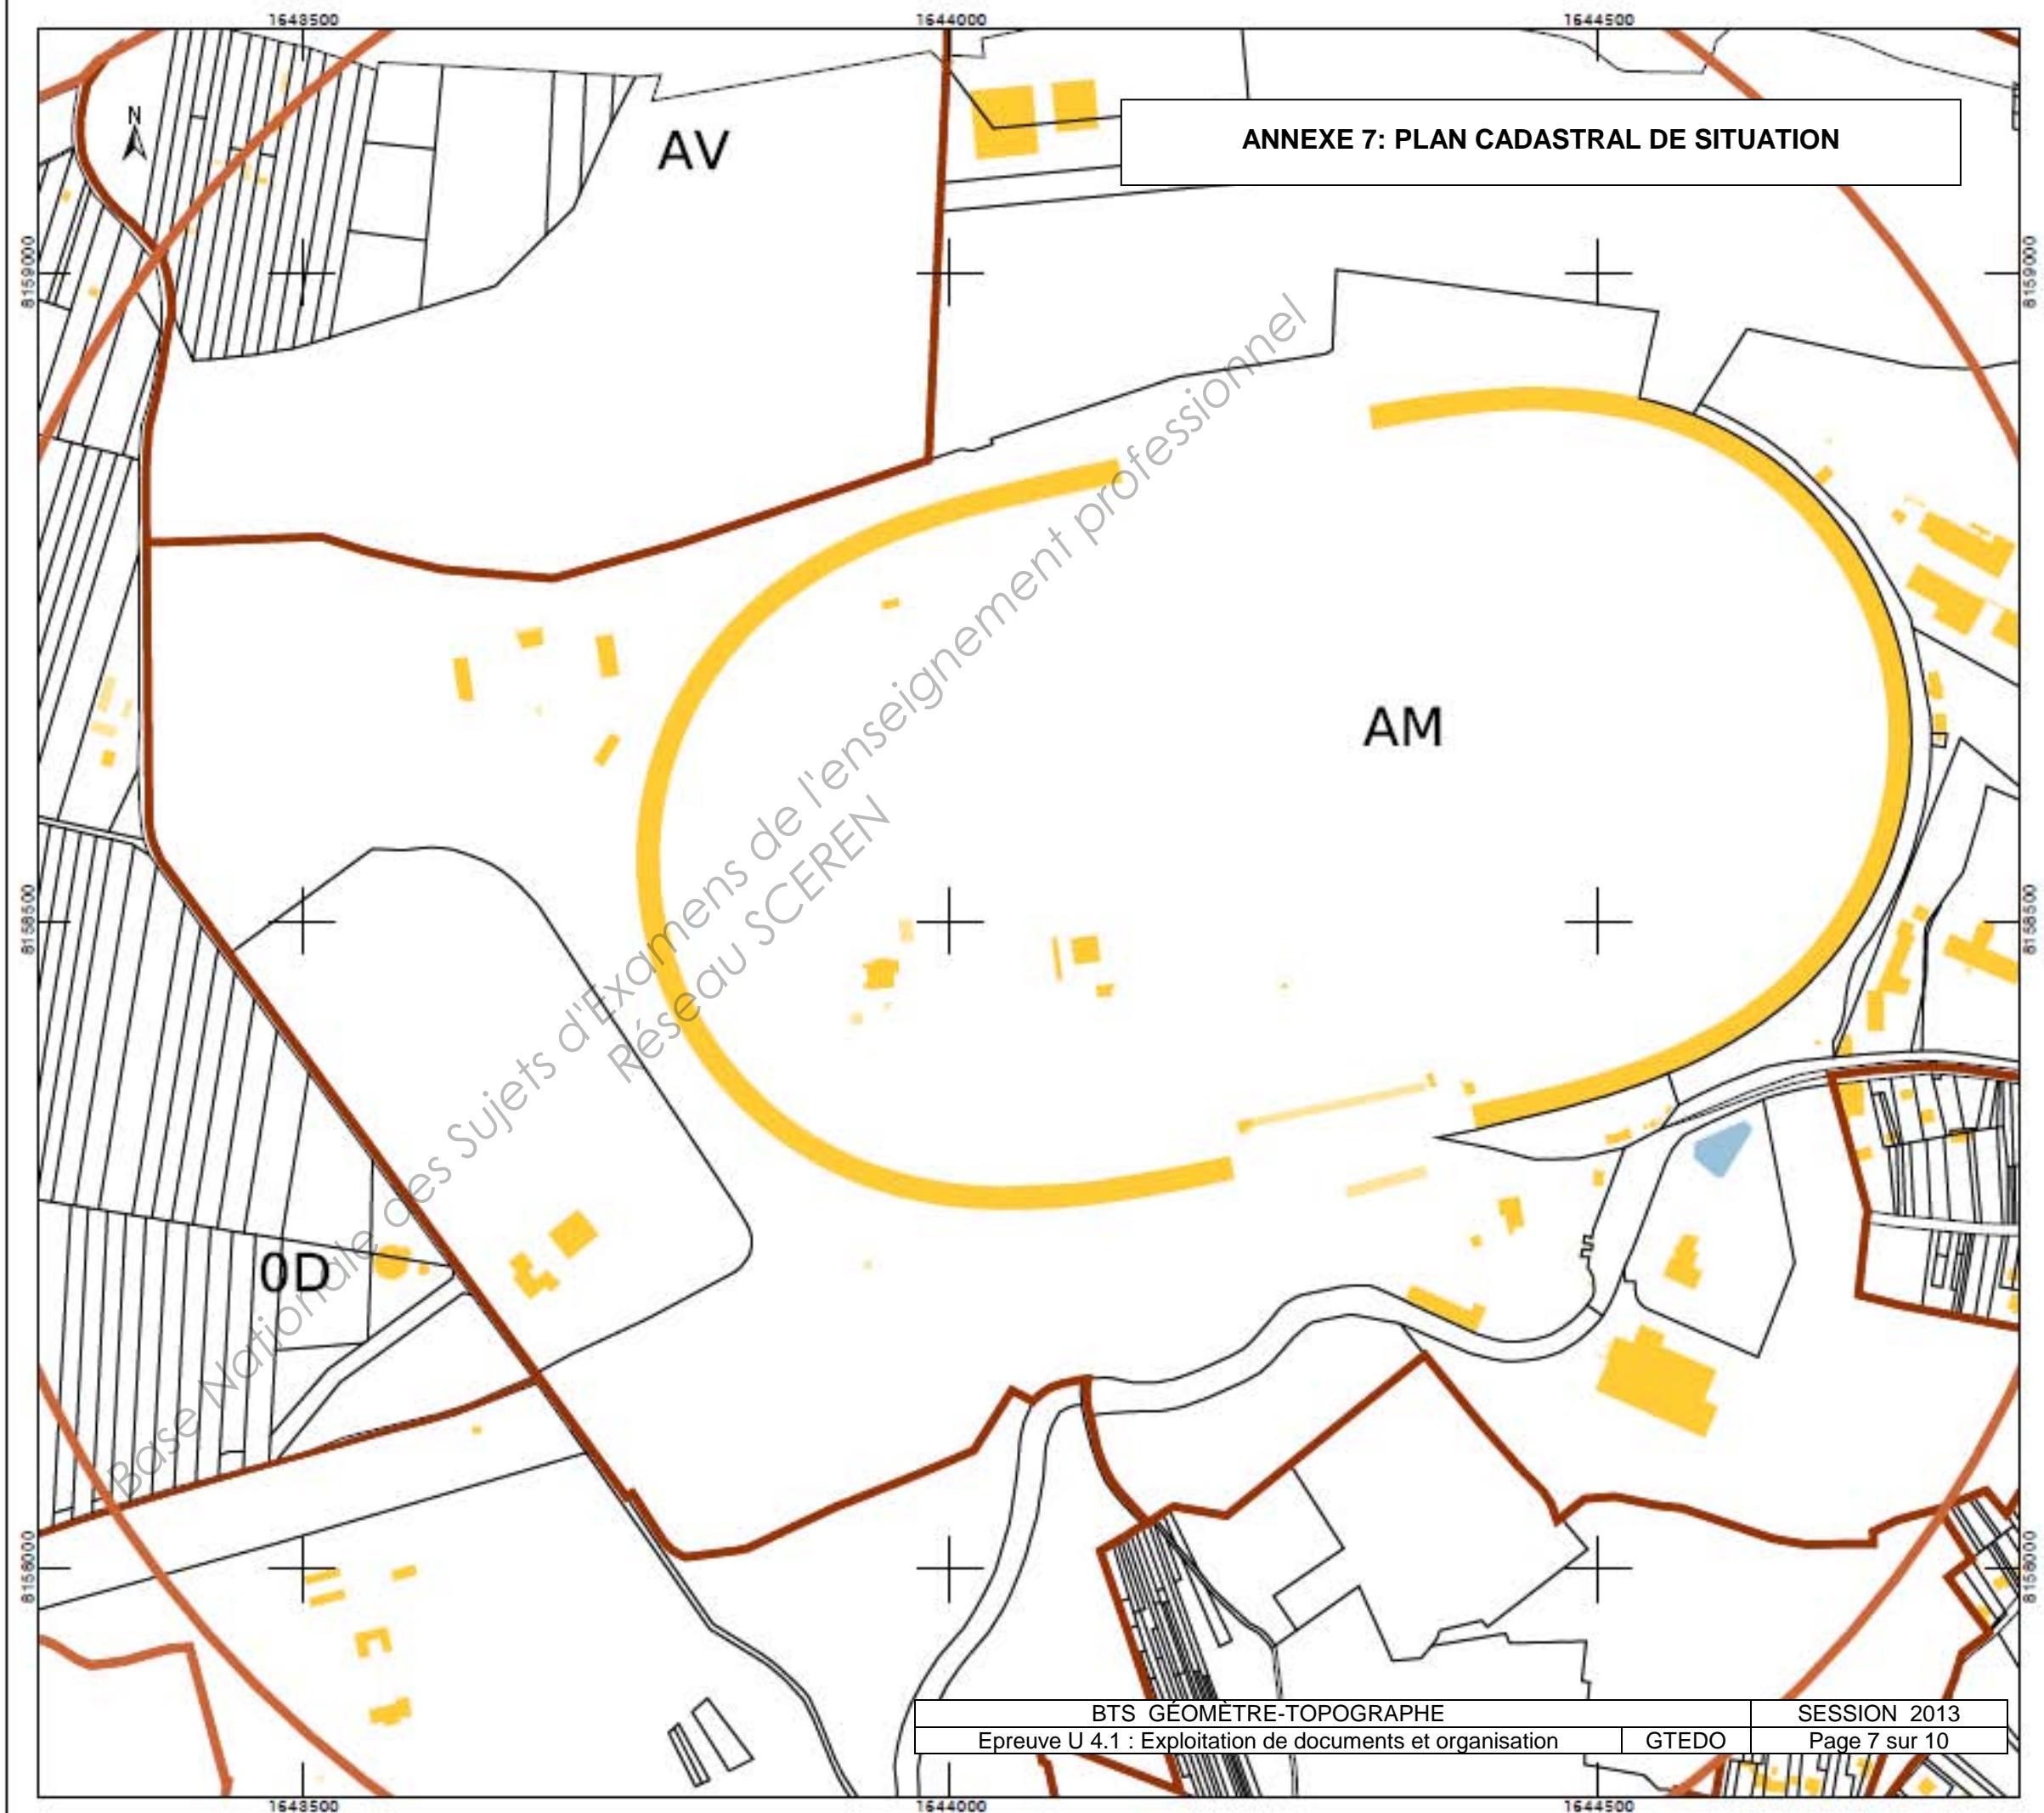 1643500 1644000 1644500
N
AV
ANNEXE 7: PLAN CADASTRAL DE SITUATION
8159000 8159000
AM
8158500 8158500
Base Nationale des Sujets d'Examens de l'enseignement professionnel
Réseau SCEREN
0D
8158000 8158000
BTS GÉOMÈTRE-TOPOGRAPHE SESSION 2013
Epreuve U 4.1 : Exploitation de documents et organisation GTEDO Page 7 sur 10
1643500 1644000 1644500